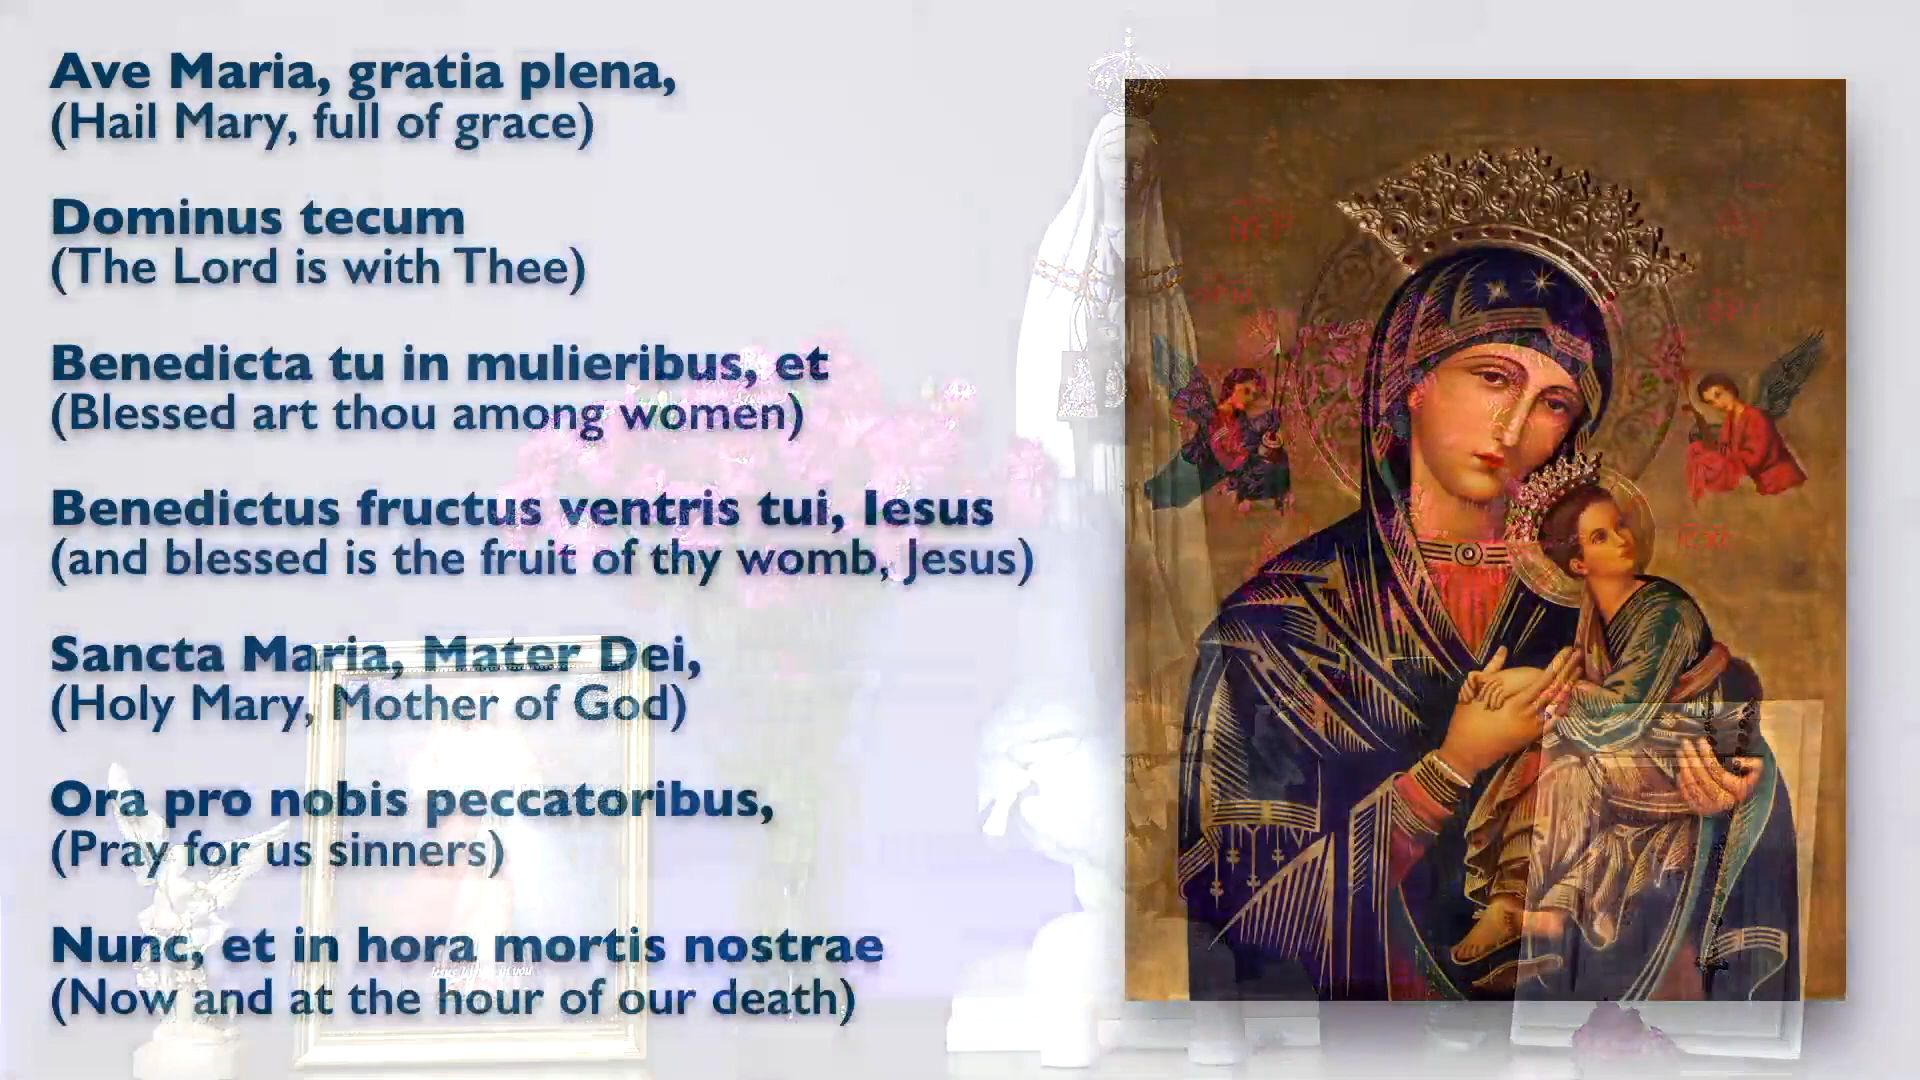 Ave Maria, gratia plena,
(Hail Mary, full of grace)
Dominus tecum
(The Lord is with Thee)
Benedicta tu in mulieribus, et
(Blessed art thou among women)
Benedictus fructus ventris tui, Iesus
(and blessed is the fruit of thy womb, Jesus)
Sancta Maria, Mater Dei,
(Holy Mary, Mother of God)
Ora pro nobis peccatoribus,
(Pray for us sinners)
Nunc, et in hora mortis nostrae
(Now and at the hour of our death)